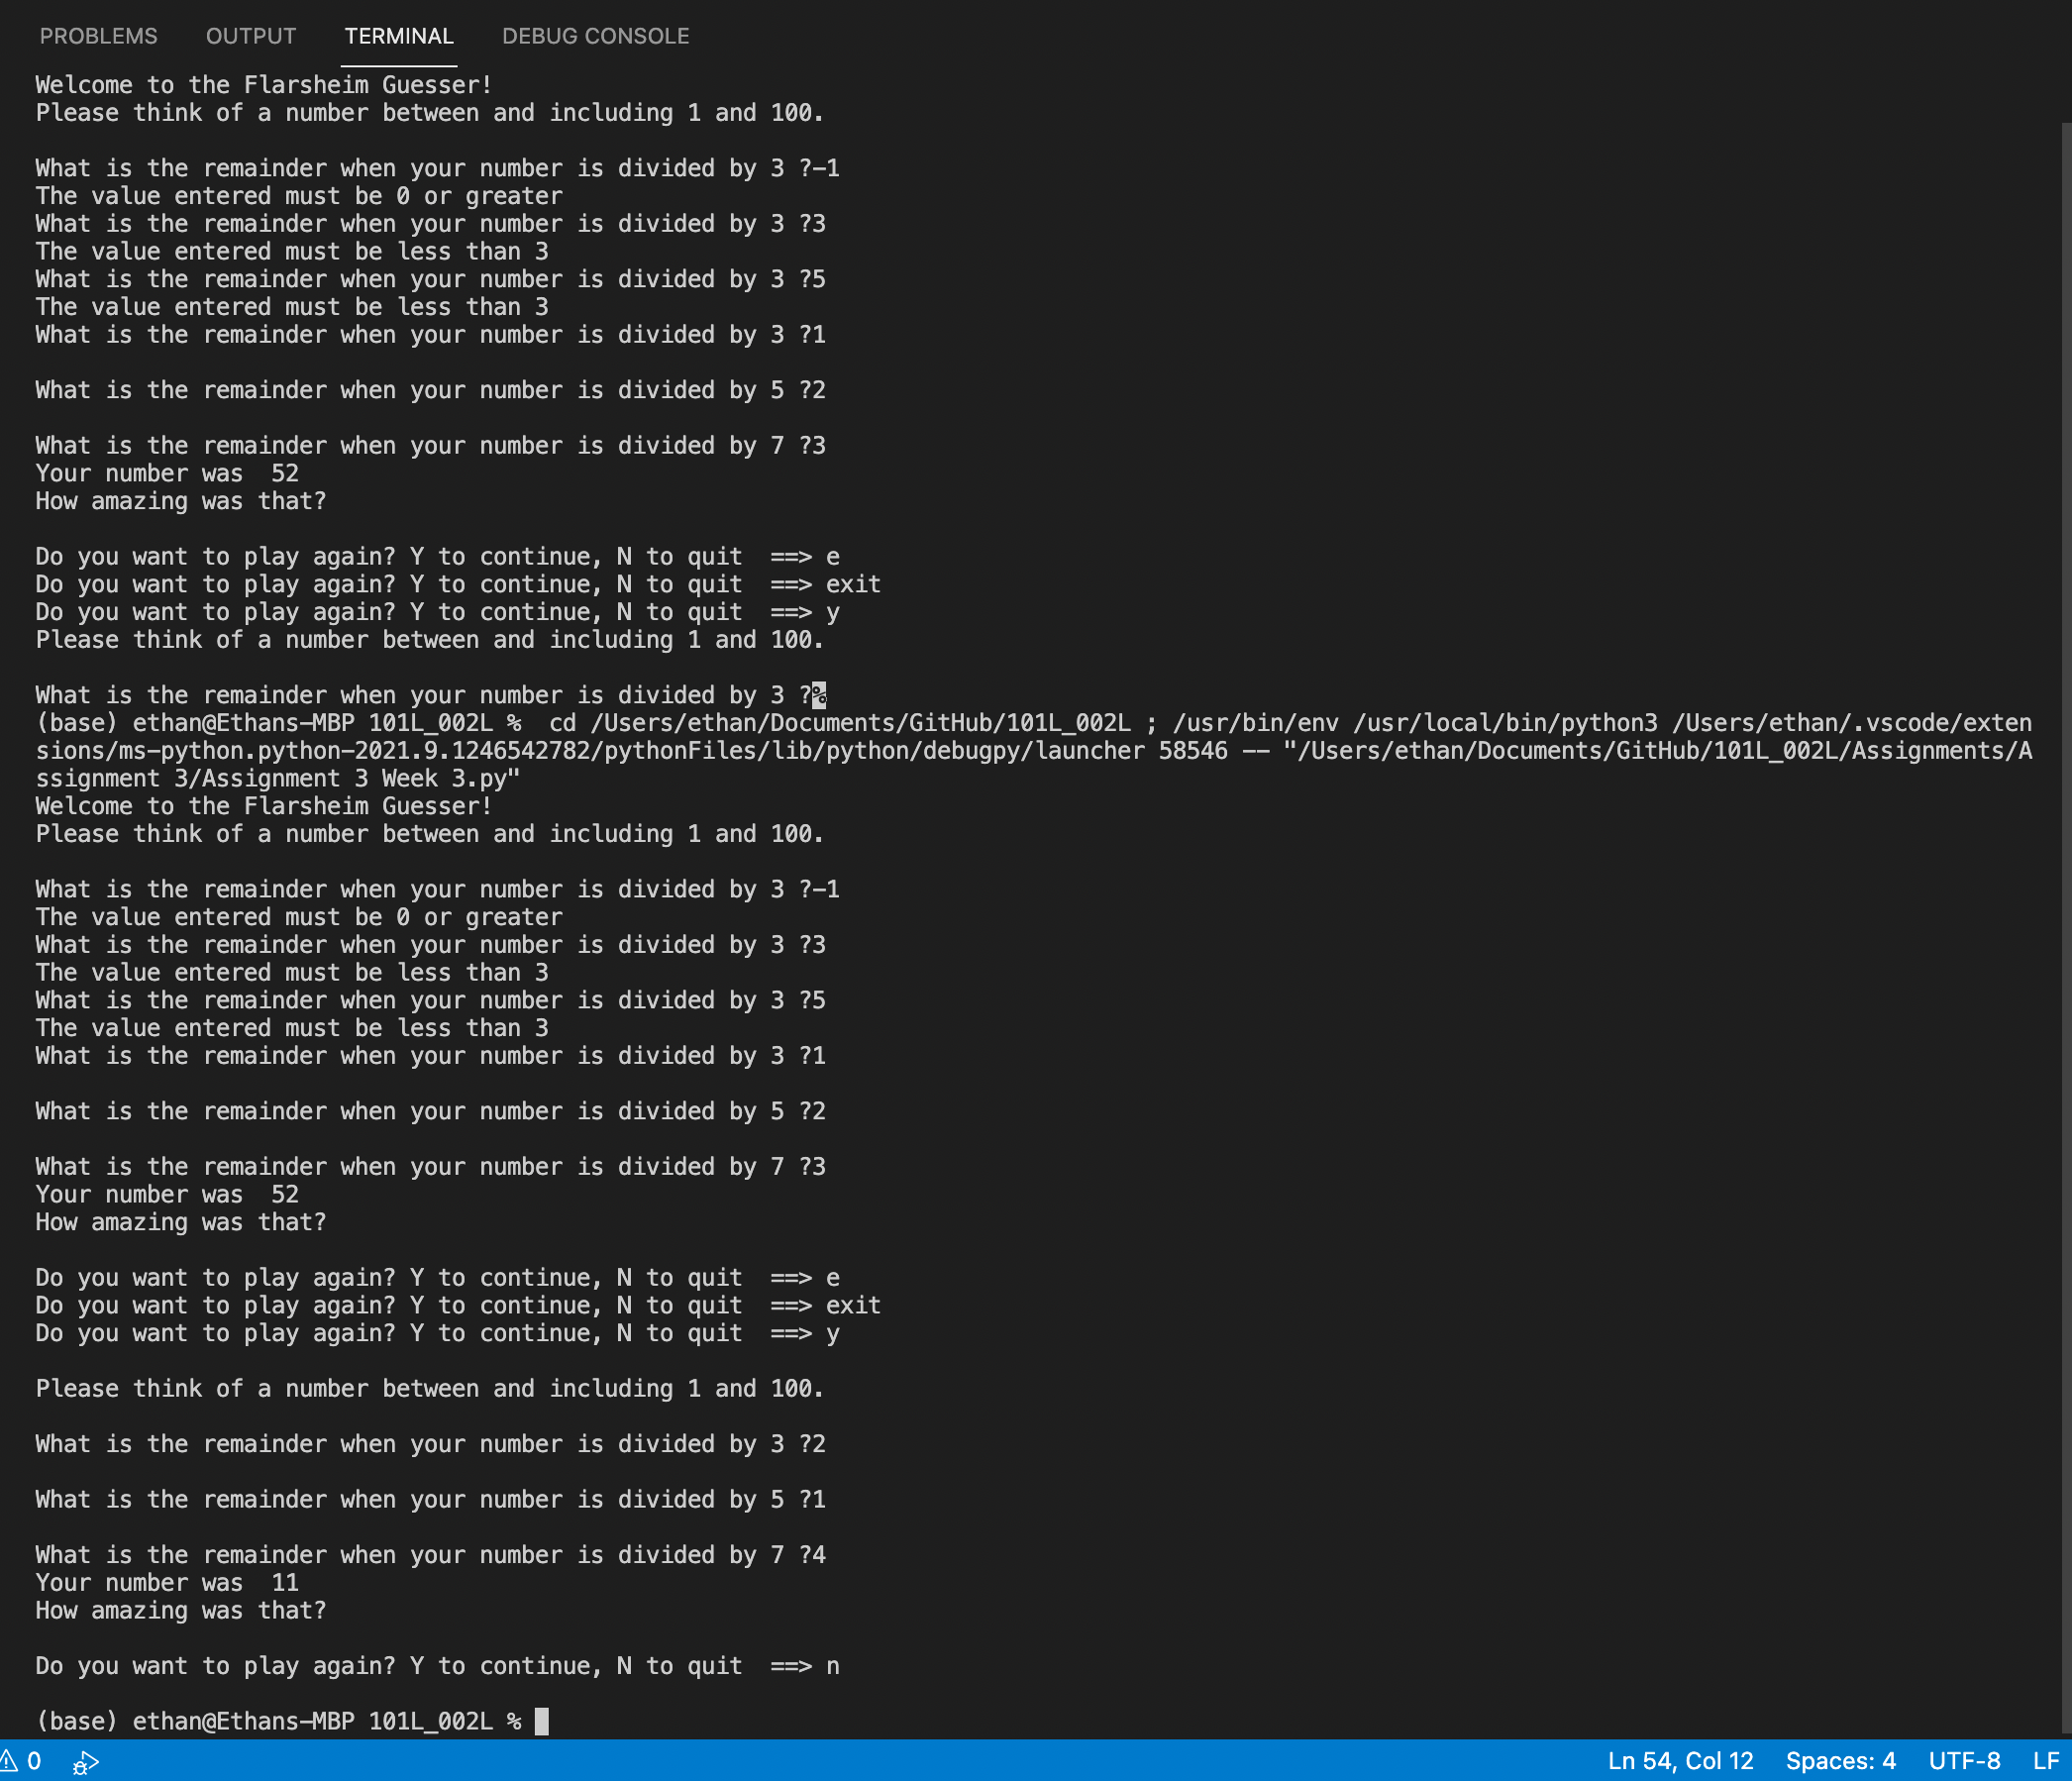 PROBLEMS OUTPUT TERMINAL DEBUG CONSOLE
Welcome to the Flarsheim Guesser!
Please think of a number between and including 1 and 100.
What is the remainder when your number is divided by 3 ?-1
The value entered must be 0 or greater
What is the remainder when your number is divided by 3 ?3
The value entered must be less than 3
What is the remainder when your number is divided by 3 ?5
The value entered must be less than 3
What is the remainder when your number is divided by 3 ?1
What is the remainder when your number is divided by 5 ?2
What is the remainder when your number is divided by 7 ?3
Your number was  52
How amazing was that?
Do you want to play again? Y to continue, N to quit  ==> e
Do you want to play again? Y to continue, N to quit  ==> exit
Do you want to play again? Y to continue, N to quit  ==> y
Please think of a number between and including 1 and 100.
What is the remainder when your number is divided by 3 ?%
(base) ethan@Ethans-MBP 101L_002L %  cd /Users/ethan/Documents/GitHub/101L_002L ; /usr/bin/env /usr/local/bin/python3 /Users/ethan/.vscode/exten
sions/ms-python.python-2021.9.1246542782/pythonFiles/lib/python/debugpy/launcher 58546 -- "/Users/ethan/Documents/GitHub/101L_002L/Assignments/A
ssignment 3/Assignment 3 Week 3.py"
Welcome to the Flarsheim Guesser!
Please think of a number between and including 1 and 100.
What is the remainder when your number is divided by 3 ?-1
The value entered must be 0 or greater
What is the remainder when your number is divided by 3 ?3
The value entered must be less than 3
What is the remainder when your number is divided by 3 ?5
The value entered must be less than 3
What is the remainder when your number is divided by 3 ?1
What is the remainder when your number is divided by 5 ?2
What is the remainder when your number is divided by 7 ?3
Your number was  52
How amazing was that?
Do you want to play again? Y to continue, N to quit  ==> e
Do you want to play again? Y to continue, N to quit  ==> exit
Do you want to play again? Y to continue, N to quit  ==> y
Please think of a number between and including 1 and 100.
What is the remainder when your number is divided by 3 ?2
What is the remainder when your number is divided by 5 ?1
What is the remainder when your number is divided by 7 ?4
Your number was  11
How amazing was that?
Do you want to play again? Y to continue, N to quit  ==> n
(base) ethan@Ethans-MBP 101L_002L %
0 Ln 54, Col 12 Spaces: 4 UTF-8 LF